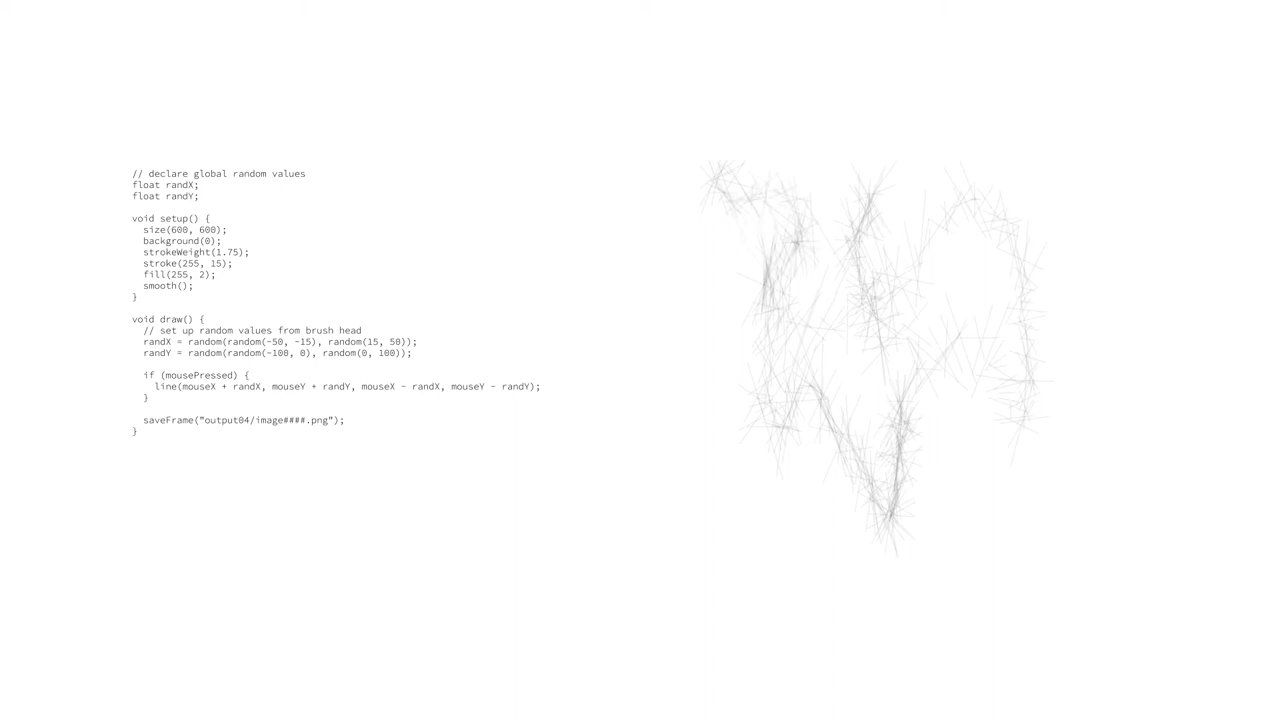 // declare global random values
float randX;
float randY;
void setup() {
size(600, 600);
background(0);
strokeWeight(1.75);
stroke(255, 15);
fill(255, 2);
smooth();
}
void draw() {
// set up random values from brush head
randX = random(random(-50, -15), random(15, 50));
randY = random(random(-100, 0), random(0, 100));
if (mousePressed) {
line(mouseX + randX, mouseY + randY, mouseX - randX, mouseY - randY);
}
saveFrame("output04/image####.png");
}